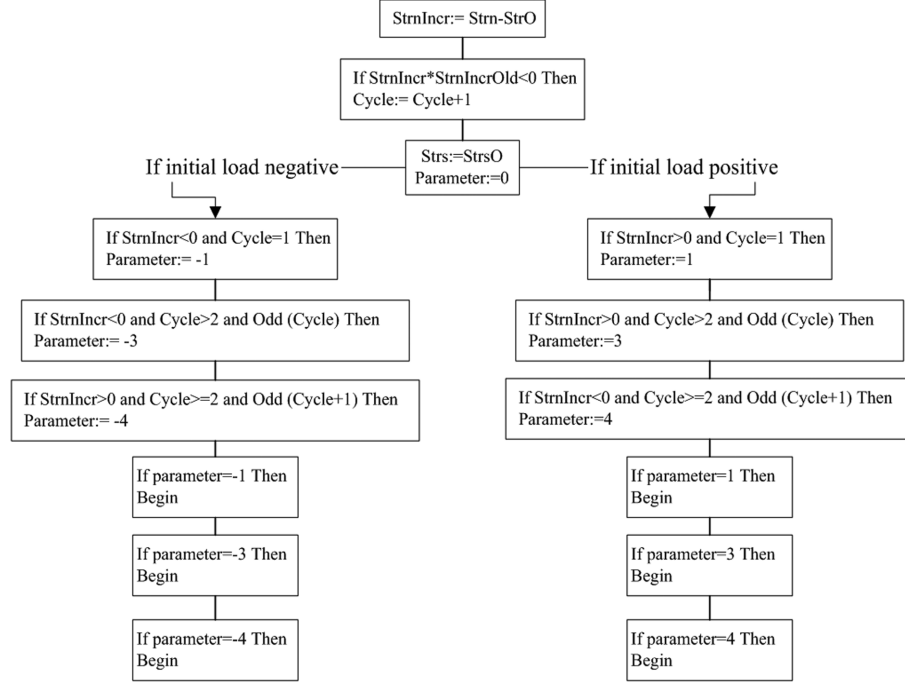 StrnIncr:= Strn-StrO
If StrnIncr*StrnIncrOld<0 Then
Cycle:= Cycle+1
Strs:=StrsO
Parameter:=0
If initial load negative
If StrnIncr<0 and Cycle=1 Then
Parameter:= -1
If StrnIncr<0 and Cycle>2 and Odd (Cycle) Then
Parameter:= -3
If StrnIncr>0 and Cycle>=2 and Odd (Cycle+1) Then
Parameter:= -4
If parameter=-1 Then
Begin
If parameter=-3 Then
Begin
If parameter=-4 Then
Begin
If initial load positive
If StrnIncr>0 and Cycle=1 Then
Parameter:=1
If StrnIncr>0 and Cycle>2 and Odd (Cycle) Then
Parameter:=3
If StrnIncr<0 and Cycle>=2 and Odd (Cycle+1) Then
Parameter:=4
If parameter=1 Then
Begin
If parameter=3 Then
Begin
If parameter=4 Then
Begin